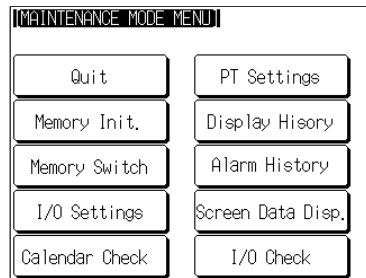 [MAINTENANCE MODE MENU]
Quit
PT Settings
Memory Init.
Display Hisory
Memory Switch
Alarm History
I/O Settings
Screen Data Disp.
Calendar Check
I/O Check